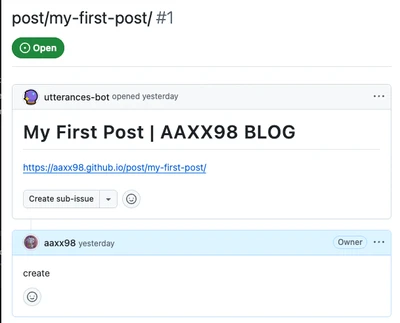 post/my-first-post/ #1
Open
utterances-bot opened yesterday
My First Post | AAXX98 BLOG
https://aaxx98.github.io/post/my-first-post/
Create sub-issue
aaxx98 yesterday Owner
create